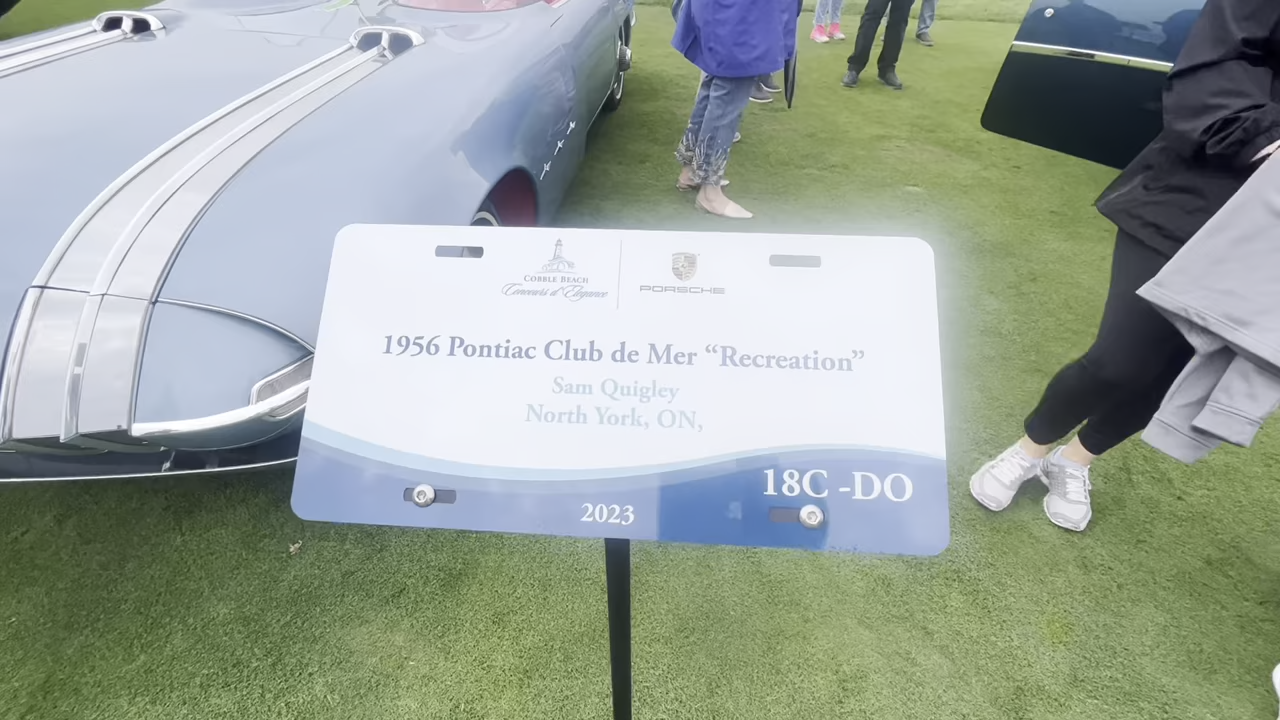 COBBLE BEACH
Concours d'Elegance
PORSCHE
1956 Pontiac Club de Mer “Recreation”
Sam Quigley
North York, ON,
18C -DO
2023